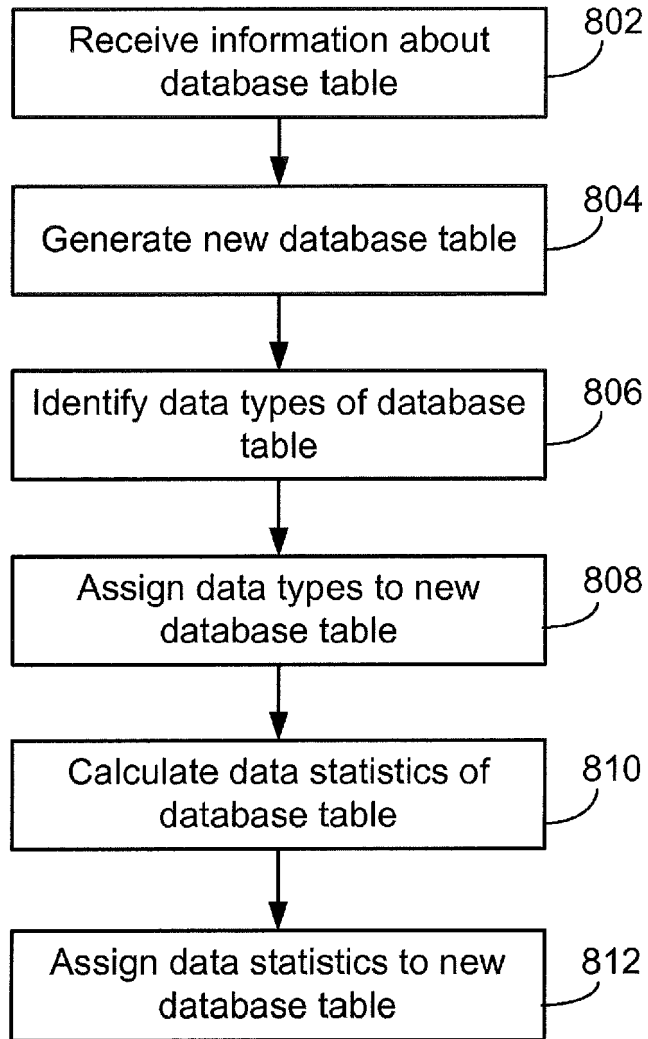 Receive information about
database table
802
Generate new database table
804
Identify data types of database
table
806
Assign data types to new
database table
808
Calculate data statistics of
database table
810
Assign data statistics to new
database table
812